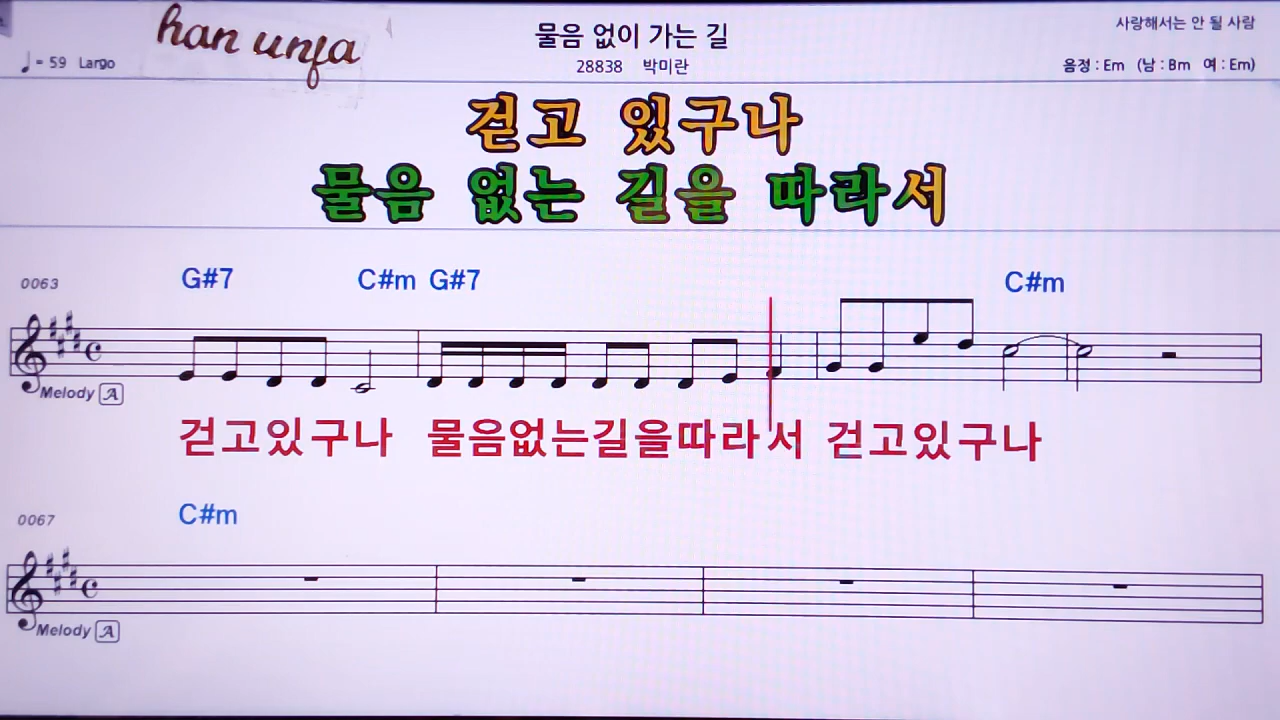 han unfa
물음 없이 가는 길
사랑해서는 안 될 사람
♩ = 59 Largo
28838 박미란
음정 : Em (남 : Bm 여 : Em)
걷고 있구나
물음 없는 길을 따라서
0063 G#7 C#m G#7 C#m
Melody A
걷고있구나 물음없는길을따라서 걷고있구나
0067 C#m
Melody A